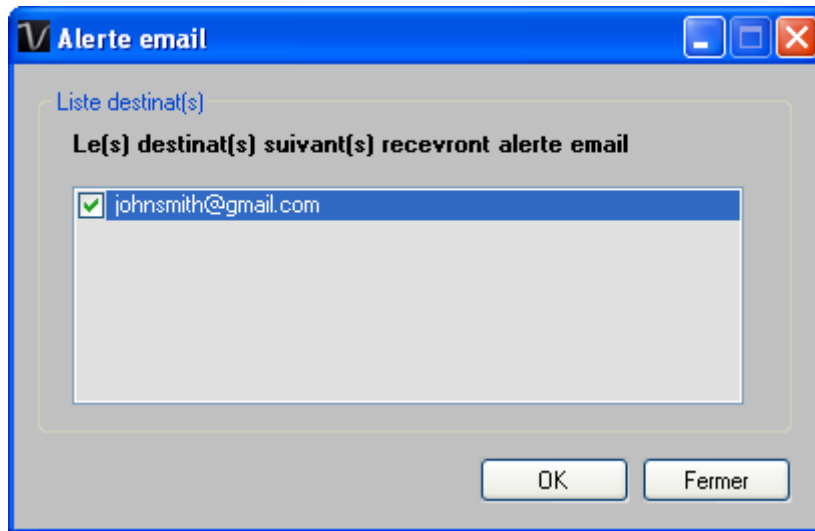 Alerte email
Liste destinat(s)
Le(s) destinat(s) suivant(s) recevront alerte email
johnsmith@gmail.com
OK Fermer